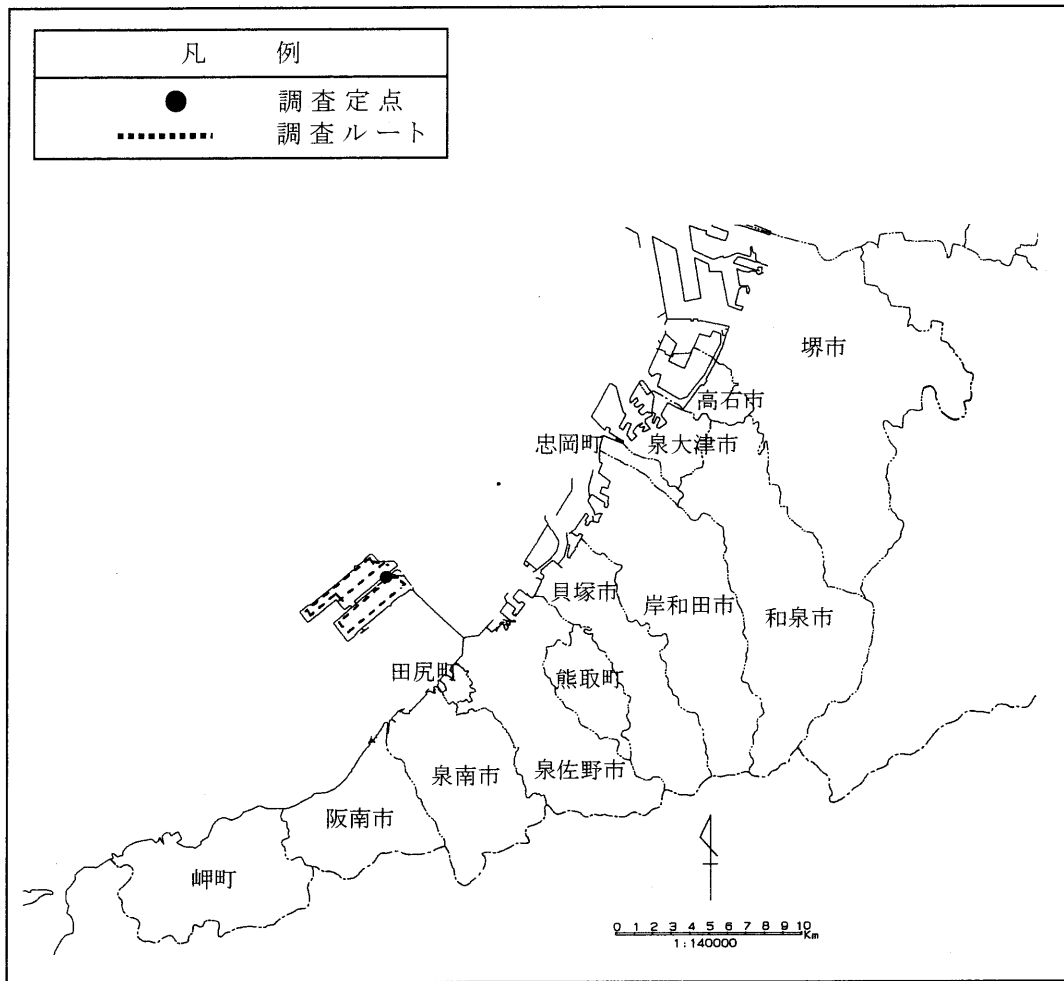 凡 例
調査定点
調査ルート
堺市
高石市
忠岡町
泉大津市
貝塚市
岸和田市
和泉市
田尻町
熊取町
泉南市
泉佐野市
阪南市
岬町
0 1 2 3 4 5 6 7 8 9 10
Km
1:140000